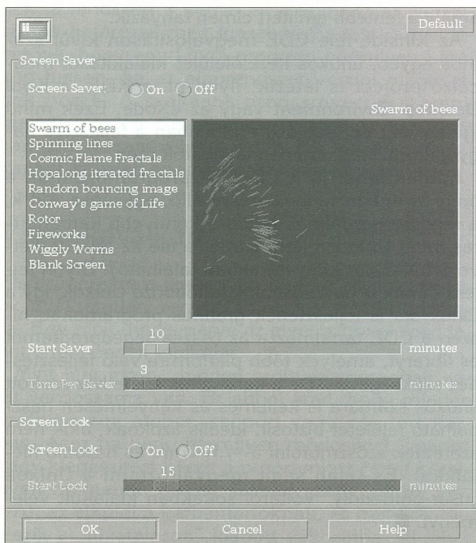 Default
Screen Saver
Screen Saver: On Off
Swarm of bees
Swarm of bees
Spinning lines
Cosmic Flame Fractals
Hopalong iterated fractals
Random bouncing image
Conway's game of Life
Rotor
Fireworks
Wiggly Worms
Blank Screen
10
Start Saver minutes
3
Time Per Saver minutes
Screen Lock
Screen Lock On Off
15
Start Lock minutes
OK Cancel Help